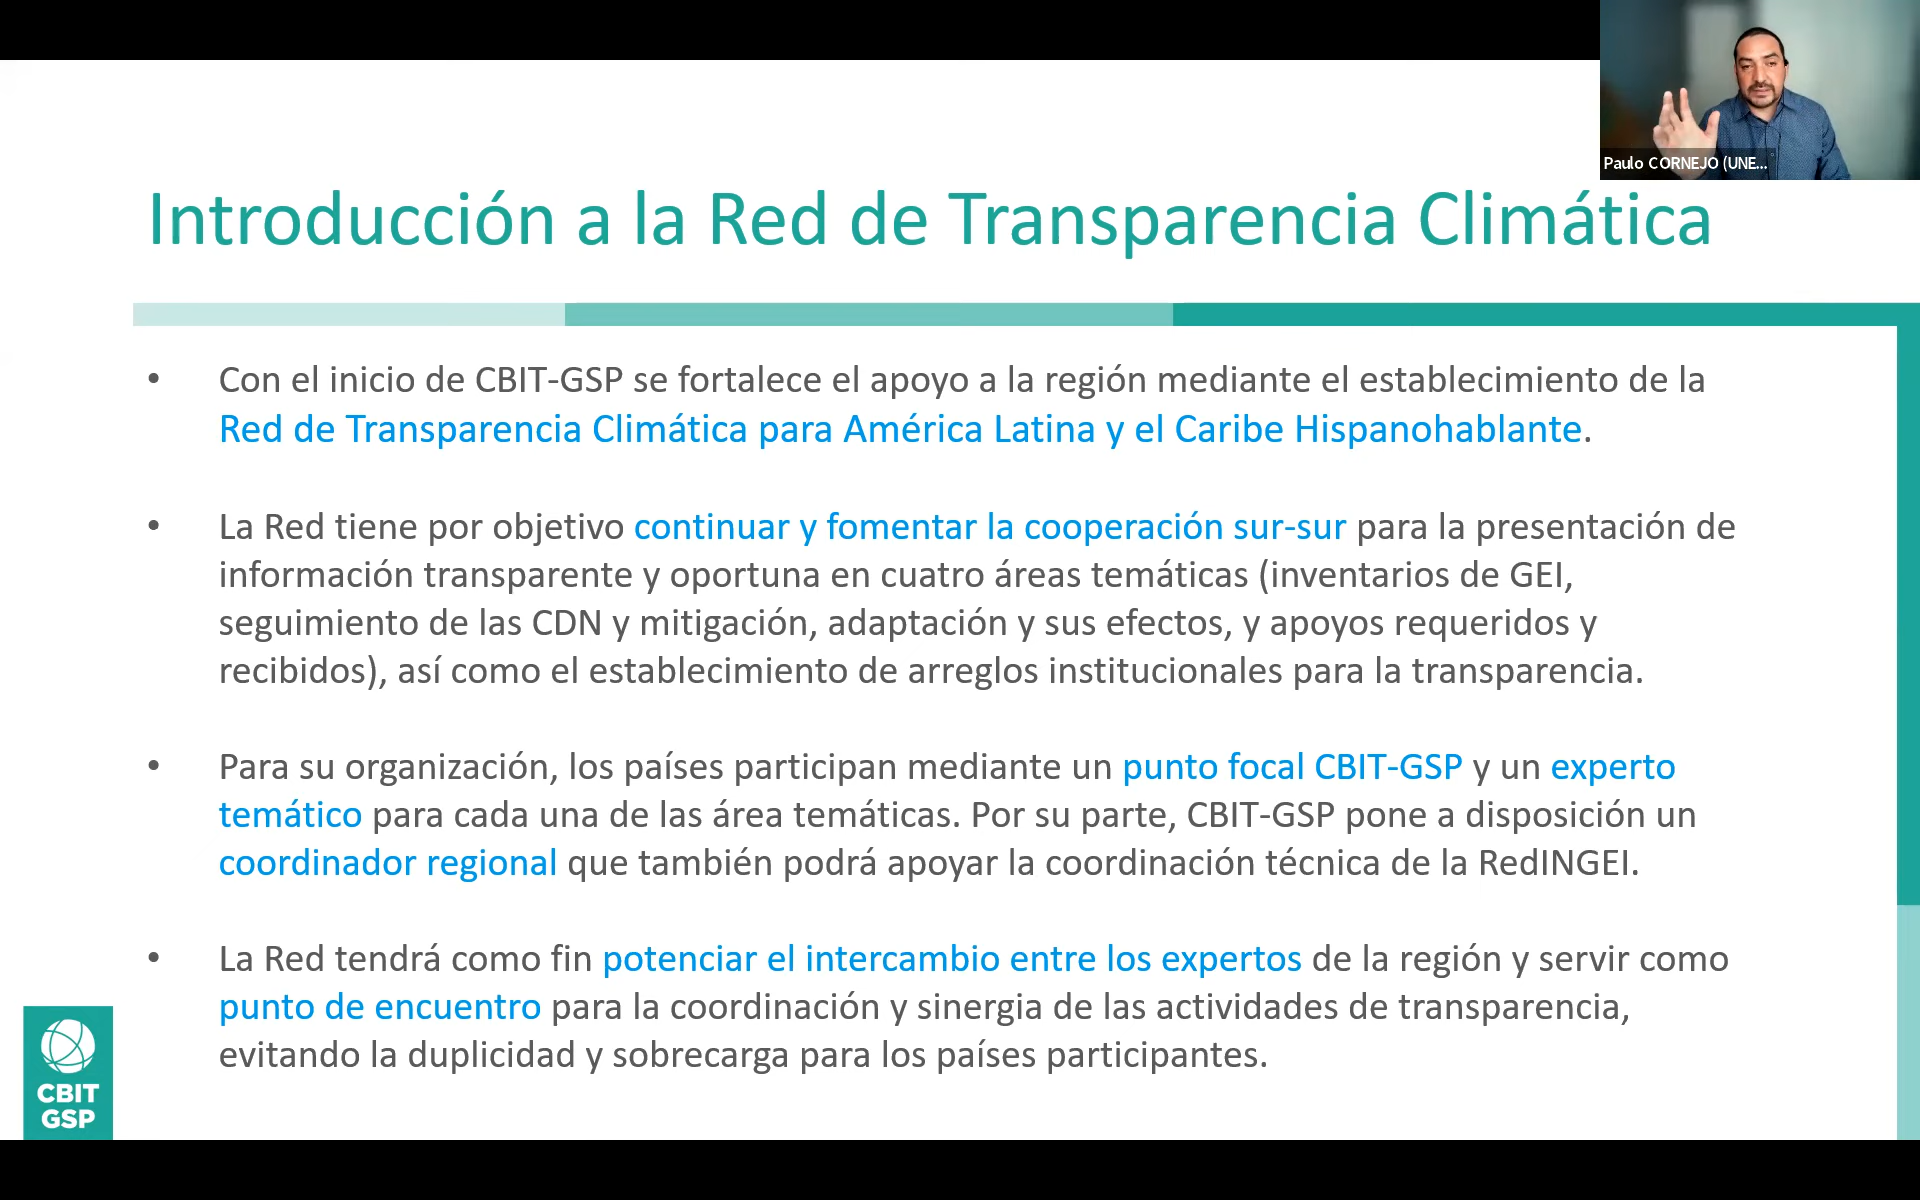 Paulo CORNEJO (UNE...
Introducción a la Red de Transparencia Climática
• Con el inicio de CBIT-GSP se fortalece el apoyo a la región mediante el establecimiento de la
Red de Transparencia Climática para América Latina y el Caribe Hispanohablante.
• La Red tiene por objetivo continuar y fomentar la cooperación sur-sur para la presentación de
información transparente y oportuna en cuatro áreas temáticas (inventarios de GEI,
seguimiento de las CDN y mitigación, adaptación y sus efectos, y apoyos requeridos y
recibidos), así como el establecimiento de arreglos institucionales para la transparencia.
• Para su organización, los países participan mediante un punto focal CBIT-GSP y un experto
temático para cada una de las área temáticas. Por su parte, CBIT-GSP pone a disposición un
coordinador regional que también podrá apoyar la coordinación técnica de la RedINGEI.
• La Red tendrá como fin potenciar el intercambio entre los expertos de la región y servir como
punto de encuentro para la coordinación y sinergia de las actividades de transparencia,
evitando la duplicidad y sobrecarga para los países participantes.
CBIT
GSP